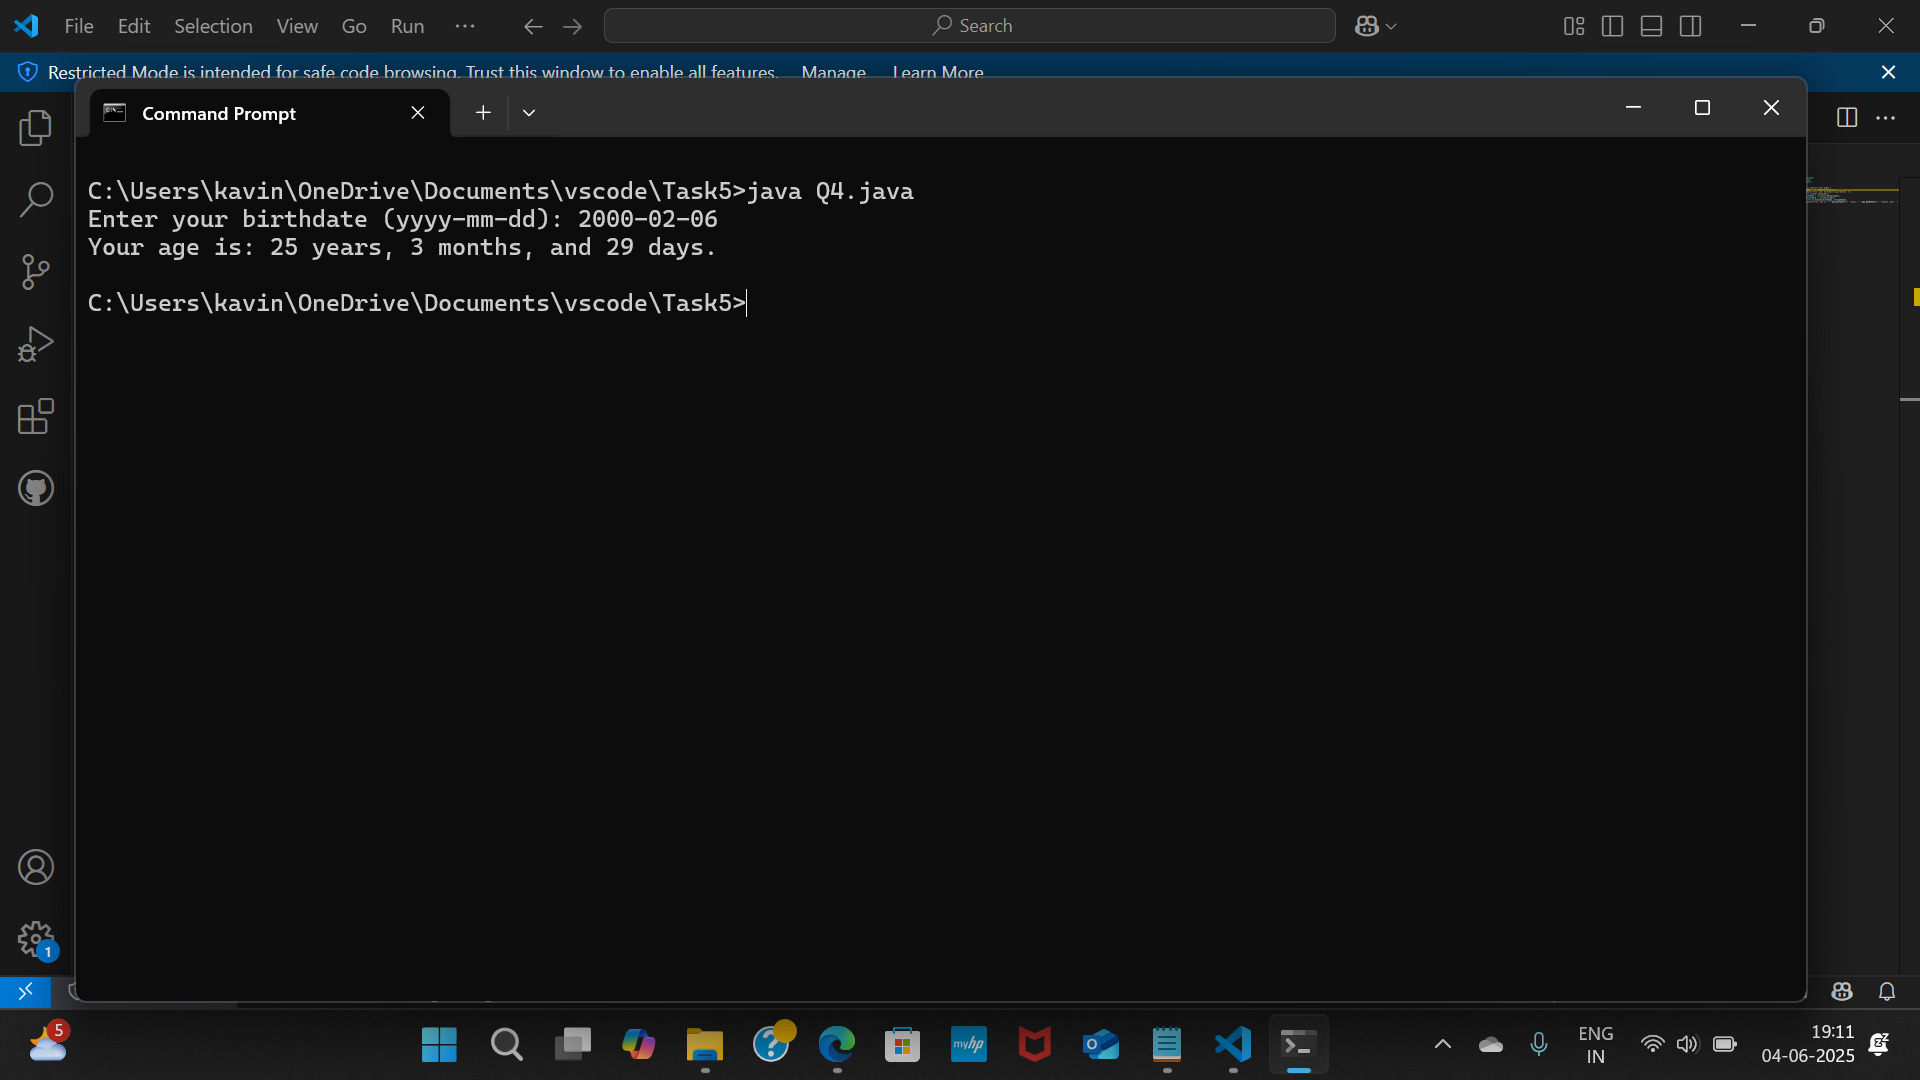 File Edit Selection View Go Run ··· Search
Restricted Mode is intended for safe code browsing. Trust this window to enable all features. Manage Learn More
Command Prompt
C:\Users\kavin\OneDrive\Documents\vscode\Task5>java Q4.java
Enter your birthdate (yyyy-mm-dd): 2000-02-06
Your age is: 25 years, 3 months, and 29 days.
C:\Users\kavin\OneDrive\Documents\vscode\Task5>
1
5
myhp
ENG
IN
19:11
04-06-2025